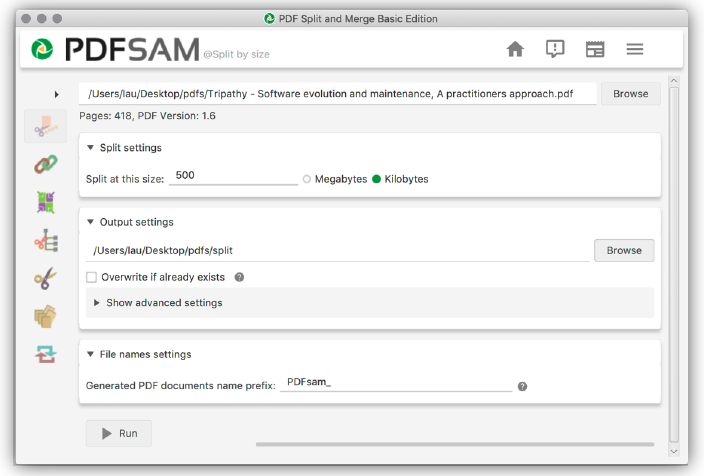 PDF Split and Merge Basic Edition
PDFSAM @Split by size
/Users/lau/Desktop/pdfs/Tripathy - Software evolution and maintenance, A practitioners approach.pdf Browse
Pages: 418, PDF Version: 1.6
Split settings
Split at this size: 500 Megabytes Kilobytes
Output settings
/Users/lau/Desktop/pdfs/split Browse
Overwrite if already exists ?
Show advanced settings
File names settings
Generated PDF documents name prefix: PDFsam_ ?
Run